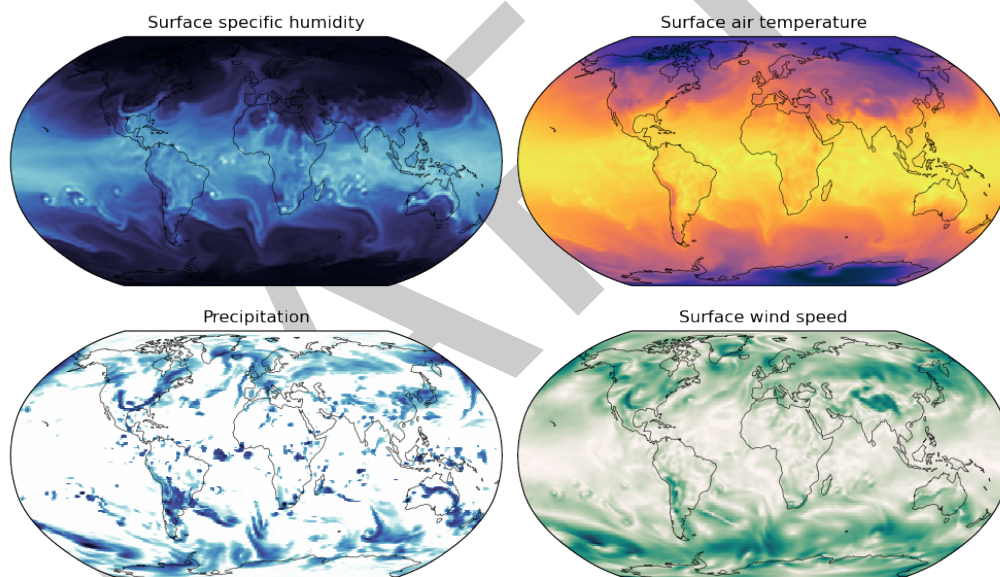 Surface specific humidity
Surface air temperature
Precipitation
Surface wind speed